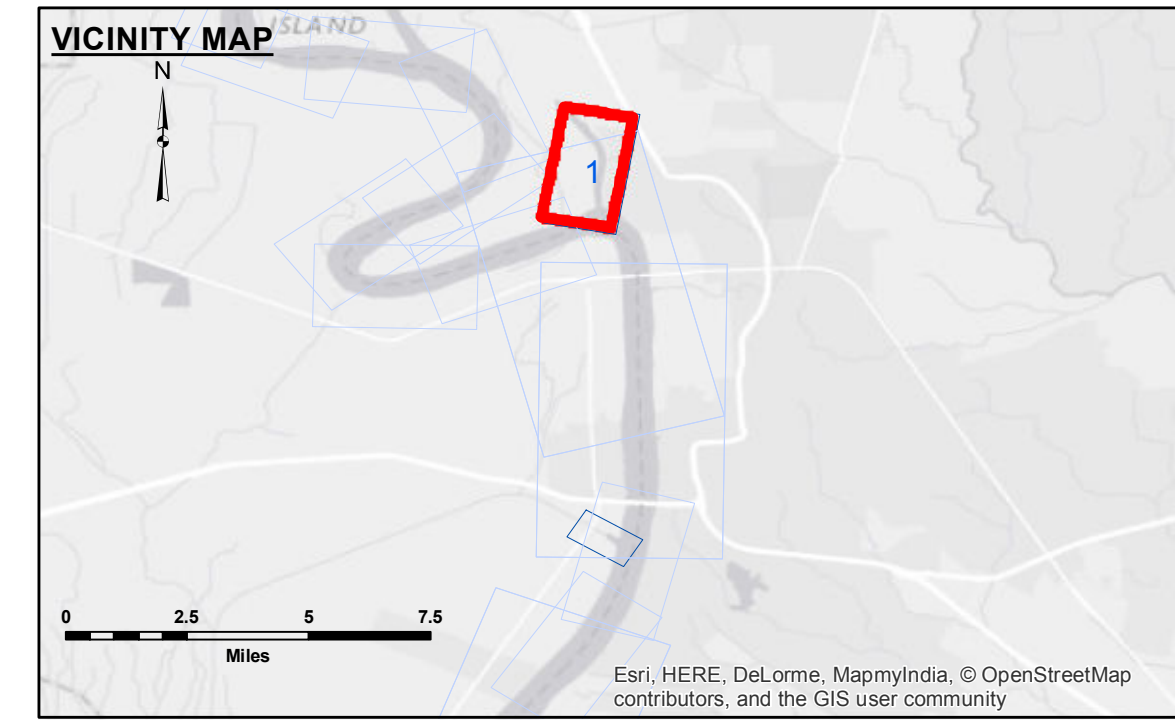 ISLAND
VICINITY MAP
N
1
0 2.5 5 7.5
Miles
Esri, HERE, DeLorme, MapmyIndia, © OpenStreetMap
contributors, and the GIS user community